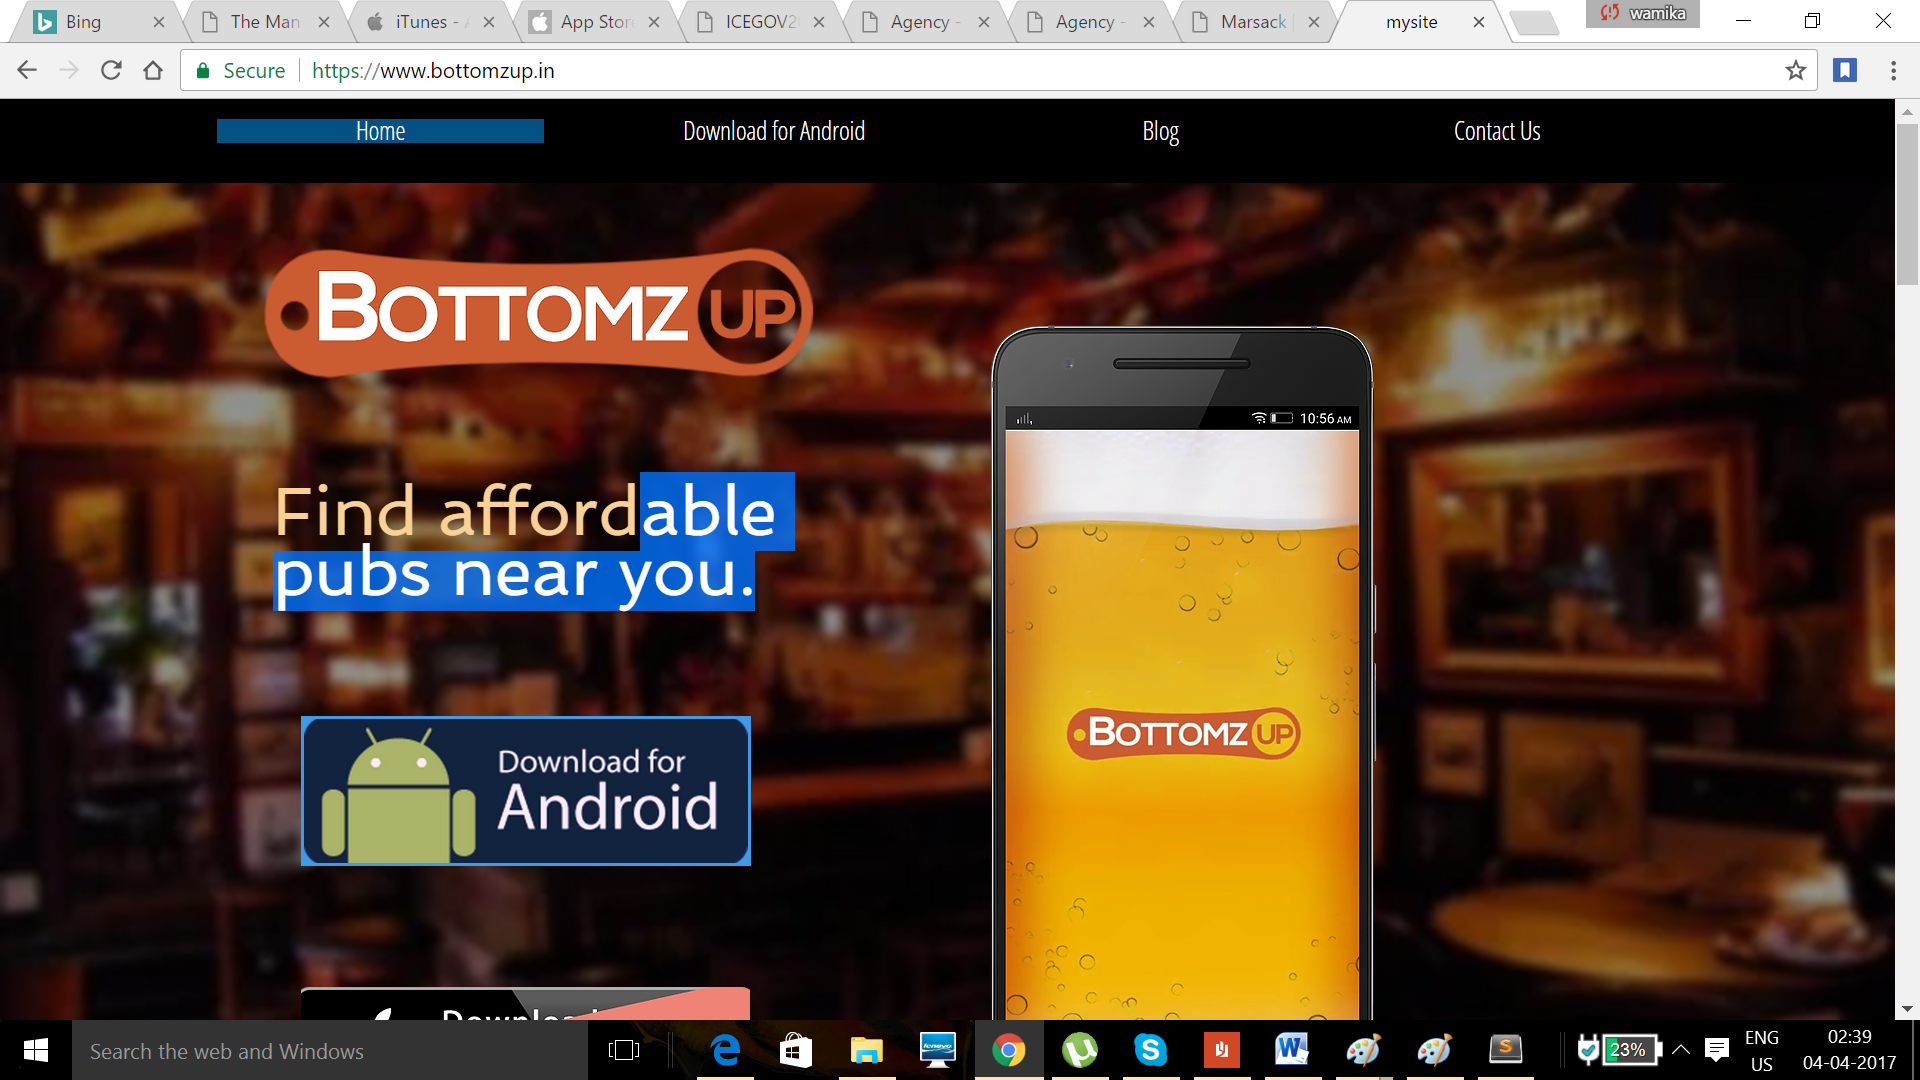 Bing
The Man
iTunes -
App Stor
ICEGOV2
Agency -
Agency -
Marsack |
mysite
wamika
Secure
https://www.bottomzup.in
Home
Download for Android
Blog
Contact Us
BOTTOMZ UP
10:56 AM
Find affordable
pubs near you.
BOTTOMZ UP
Download for
Android
Search the web and Windows
lenovo
23%
ENG
US
02:39
04-04-2017